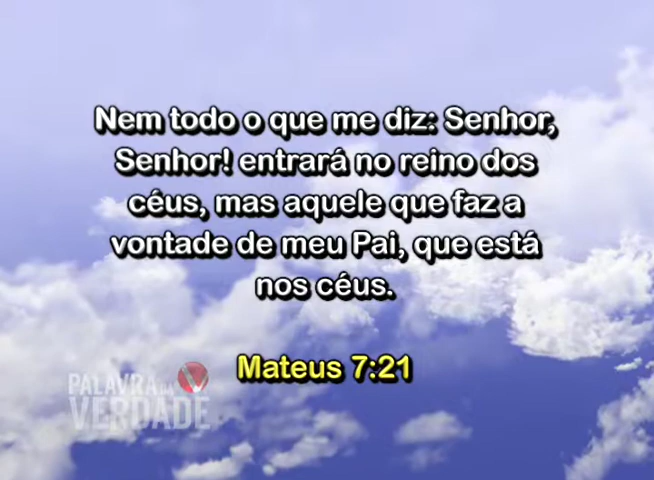 Nem todo o que me diz: Senhor,
Senhor! entrará no reino dos
céus, mas aquele que faz a
vontade de meu Pai, que está
nos céus.
Mateus 7:21
PALAVRA DA
VERDADE